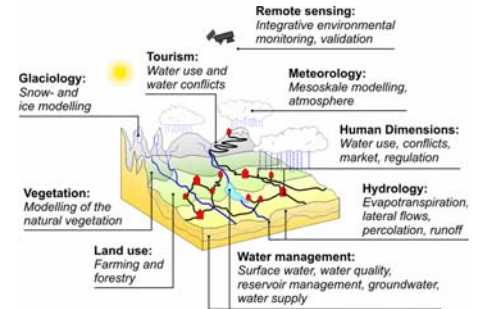 Remote sensing:
Integrative environmental
monitoring, validation
Tourism:
Water use and
water conflicts
Glaciology:
Snow- and
ice modelling
Meteorology:
Mesoskale modelling,
atmosphere
Human Dimensions:
Water use, conflicts,
market, regulation
Vegetation:
Modelling of the
natural vegetation
Hydrology:
Evapotranspiration,
lateral flows,
percolation, runoff
Land use:
Farming and
forestry
Water management:
Surface water, water quality,
reservoir management, groundwater,
water supply